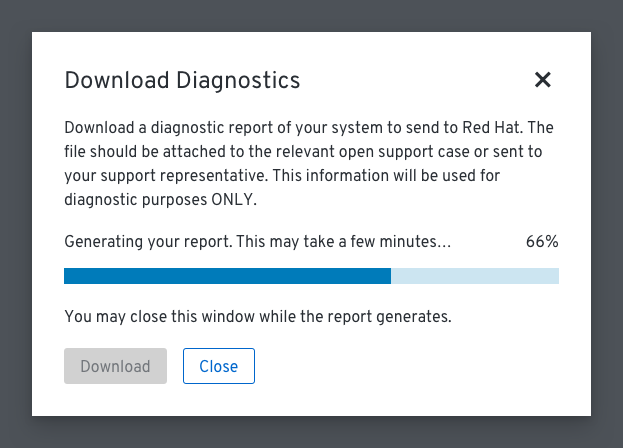 Download Diagnostics
Download a diagnostic report of your system to send to Red Hat. The
file should be attached to the relevant open support case or sent to
your support representative. This information will be used for
diagnostic purposes ONLY.
Generating your report. This may take a few minutes... 66%
You may close this window while the report generates.
Download Close